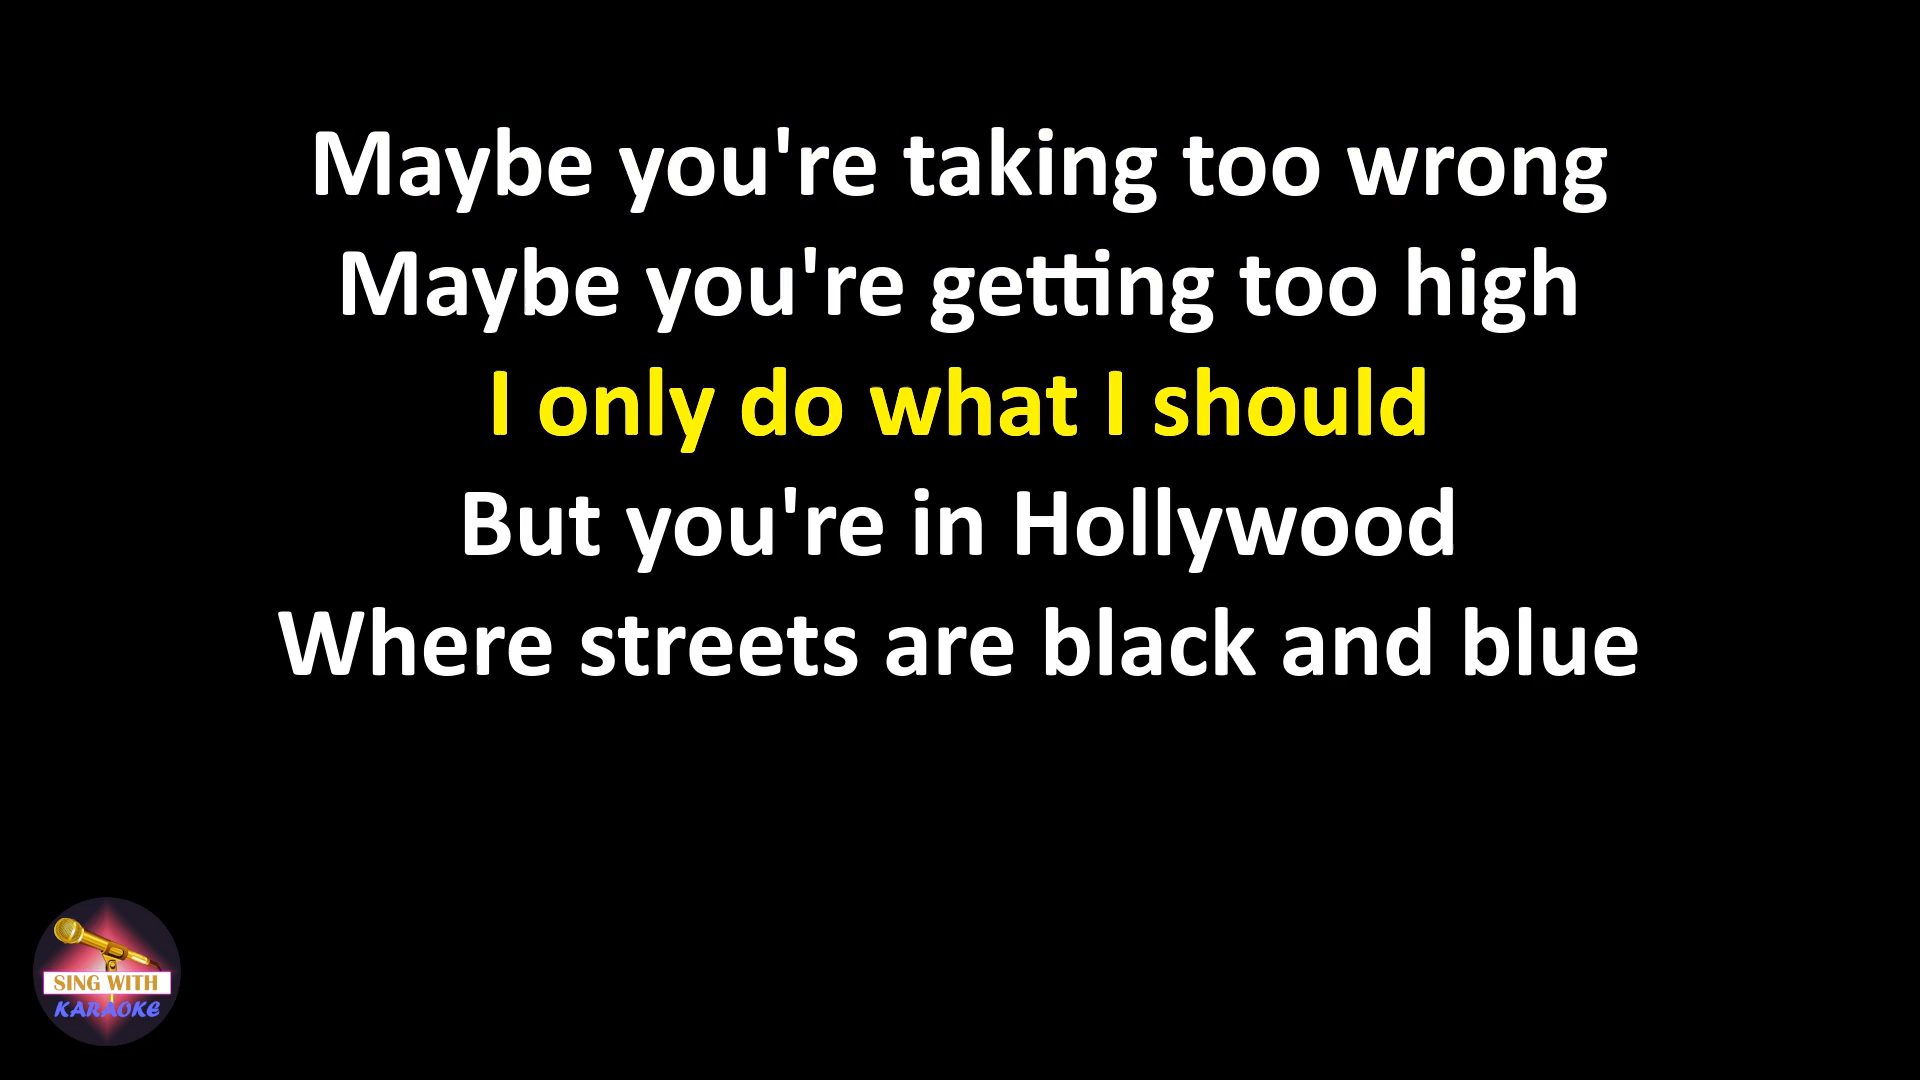 Maybe you're taking too wrong
Maybe you're getting too high
I only do what I should
But you're in Hollywood
Where streets are black and blue
SING WITH
KARAOKE